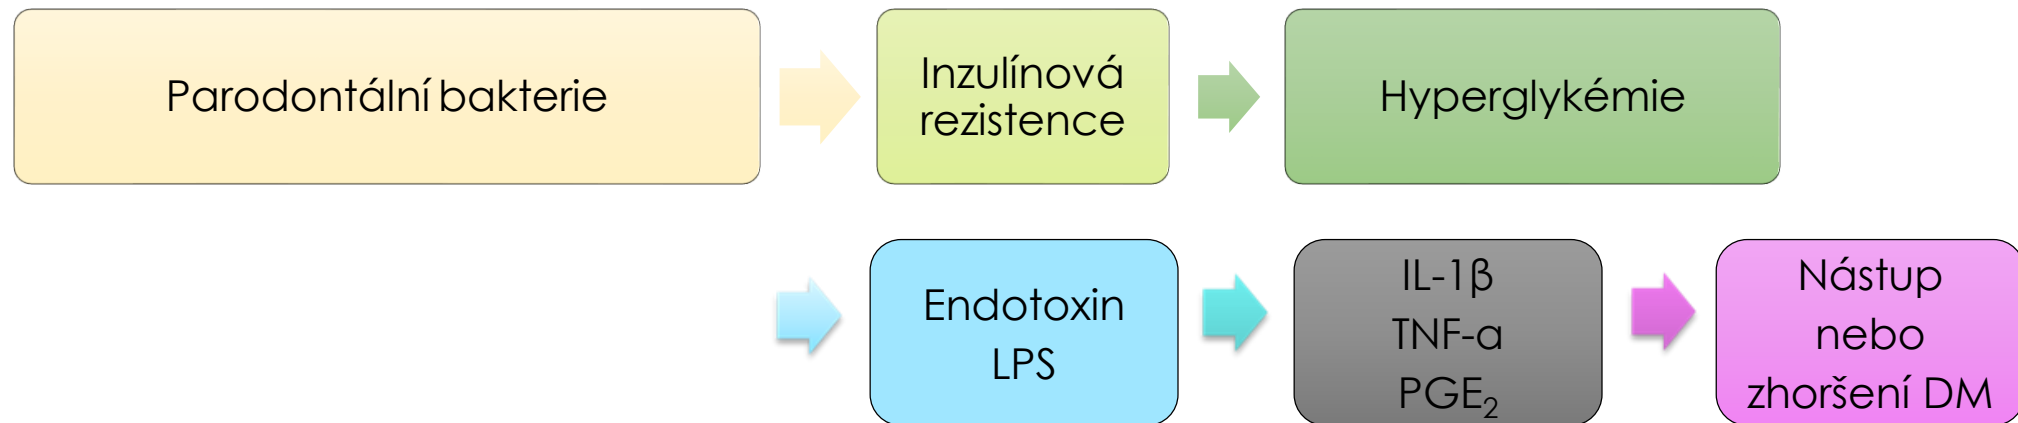 Parodontální bakterie
Inzulínová
rezistence
Hyperglykémie
Endotoxin
LPS
IL-1β
TNF-α
PGE₂
Nástup
nebo
zhoršení DM